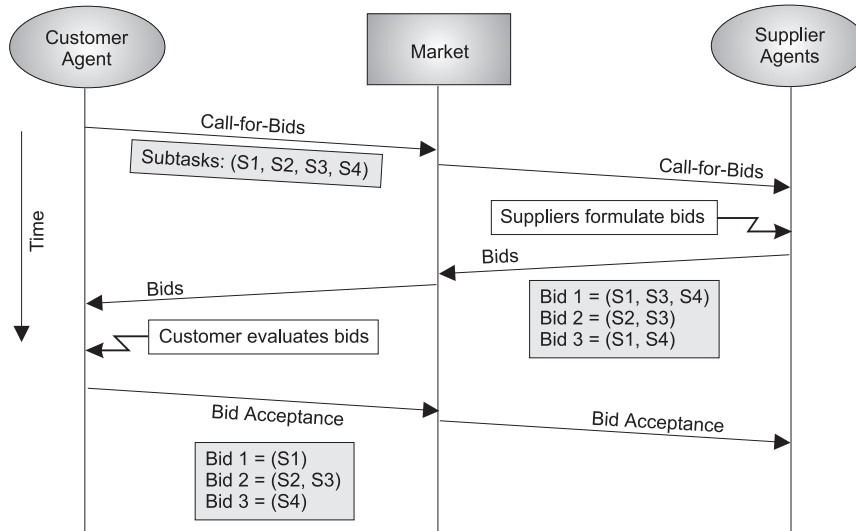 Customer
Agent
Market
Supplier
Agents
Call-for-Bids
Subtasks: (S1, S2, S3, S4)
Call-for-Bids
Time
Suppliers formulate bids
Bids
Bids
Bid 1 = (S1, S3, S4)
Bid 2 = (S2, S3)
Bid 3 = (S1, S4)
Customer evaluates bids
Bid Acceptance
Bid Acceptance
Bid 1 = (S1)
Bid 2 = (S2, S3)
Bid 3 = (S4)